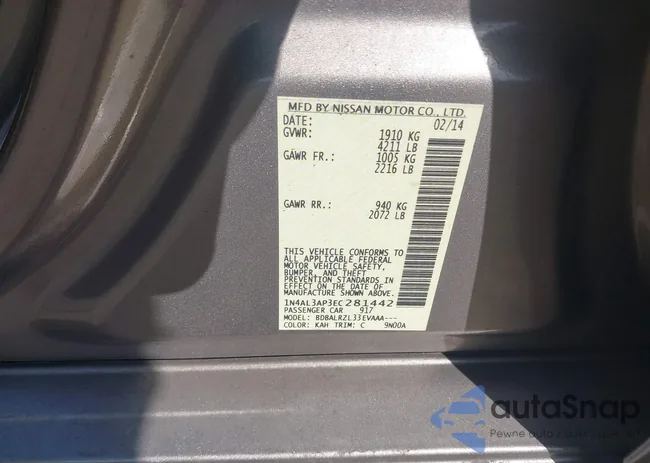 MFD BY NISSAN MOTOR CO., LTD.
DATE: 02/14
GVWR: 1910 KG
4211 LB
GAWR FR.: 1005 KG
2216 LB
GAWR RR.: 940 KG
2072 LB
THIS VEHICLE CONFORMS TO
ALL APPLICABLE FEDERAL
MOTOR VEHICLE SAFETY,
BUMPER, AND THEFT
PREVENTION STANDARDS
IN EFFECT ON THE DATE OF
MANUFACTURE SHOWN ABOVE.
1N4AL3AP3EC281442
PASSENGER CAR 917
MODEL: BDBALRZL33EVAAA---
COLOR: KAH TRIM: C 9N00A
autaSnap
Pewne auto z